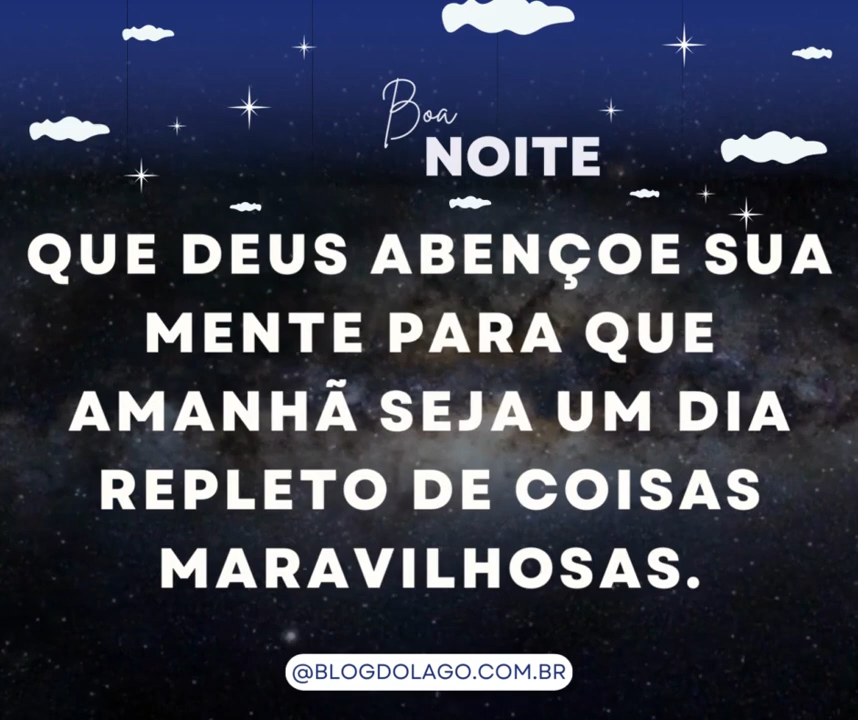 Boa
NOITE
QUE DEUS ABENÇOE SUA
MENTE PARA QUE
AMANHÃ SEJA UM DIA
REPLETO DE COISAS
MARAVILHOSAS.
@BLOGDOLAGO.COM.BR